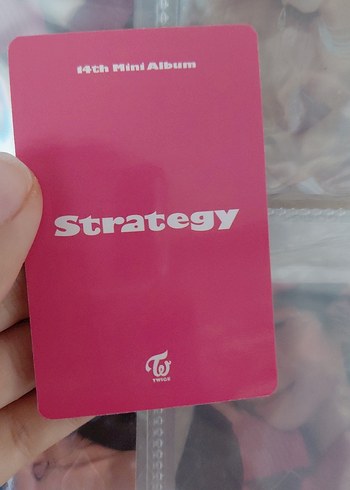 14th Mini Album
Strategy
TWICE